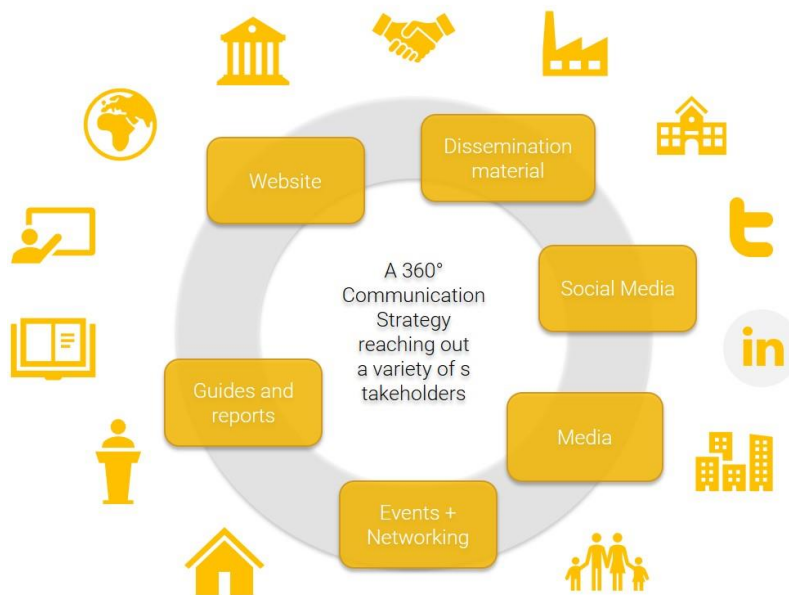 Website
Dissemination
material
Social Media
Media
Events +
Networking
Guides and
reports
A 360°
Communication
Strategy
reaching out
a variety of s
takeholders
t
in